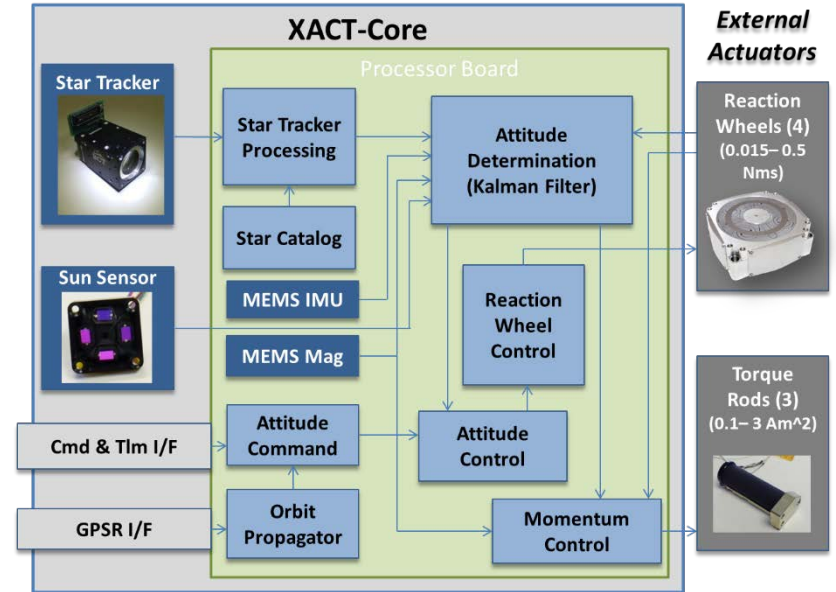 XACT-Core
External
Actuators
Processor Board
Star Tracker
Star Tracker
Processing
Attitude
Determination
(Kalman Filter)
Reaction
Wheels (4)
(0.015– 0.5
Nms)
Star Catalog
Sun Sensor
MEMS IMU
MEMS Mag
Reaction
Wheel
Control
Torque
Rods (3)
(0.1– 3 Am^2)
Cmd & Tlm I/F
Attitude
Command
Attitude
Control
GPSR I/F
Orbit
Propagator
Momentum
Control